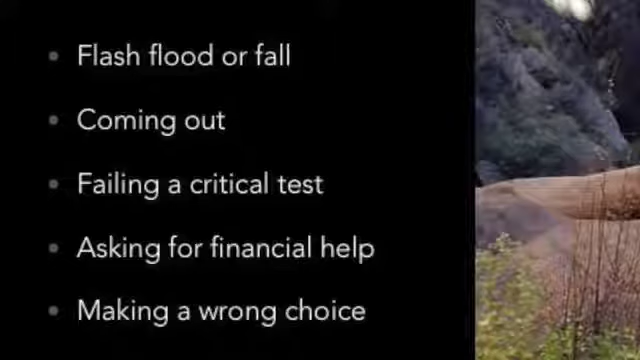 Flash flood or fall
Coming out
Failing a critical test
Asking for financial help
Making a wrong choice